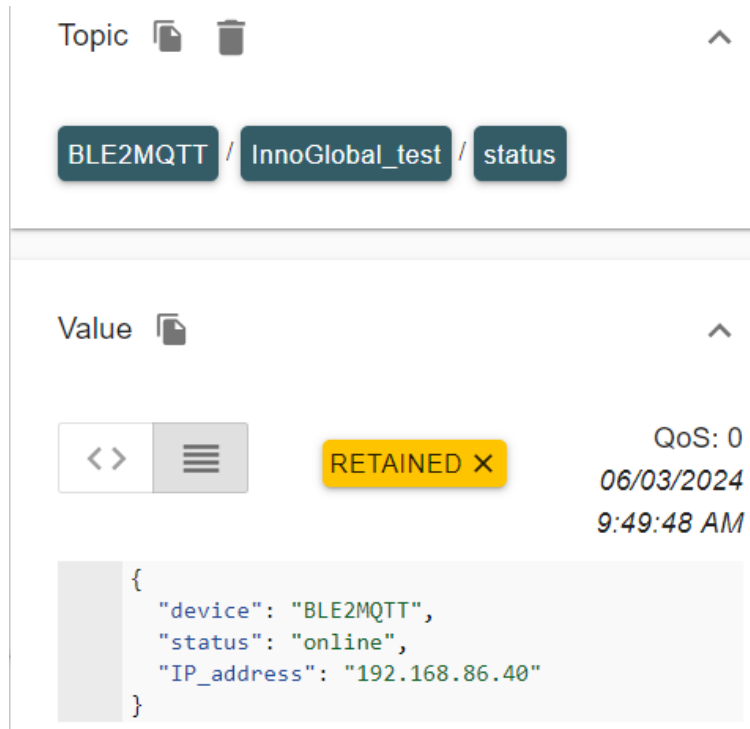 Topic
BLE2MQTT / InnoGlobal_test / status
Value
RETAINED
QoS: 0
06/03/2024
9:49:48 AM
{
"device": "BLE2MQTT",
"status": "online",
"IP_address": "192.168.86.40"
}